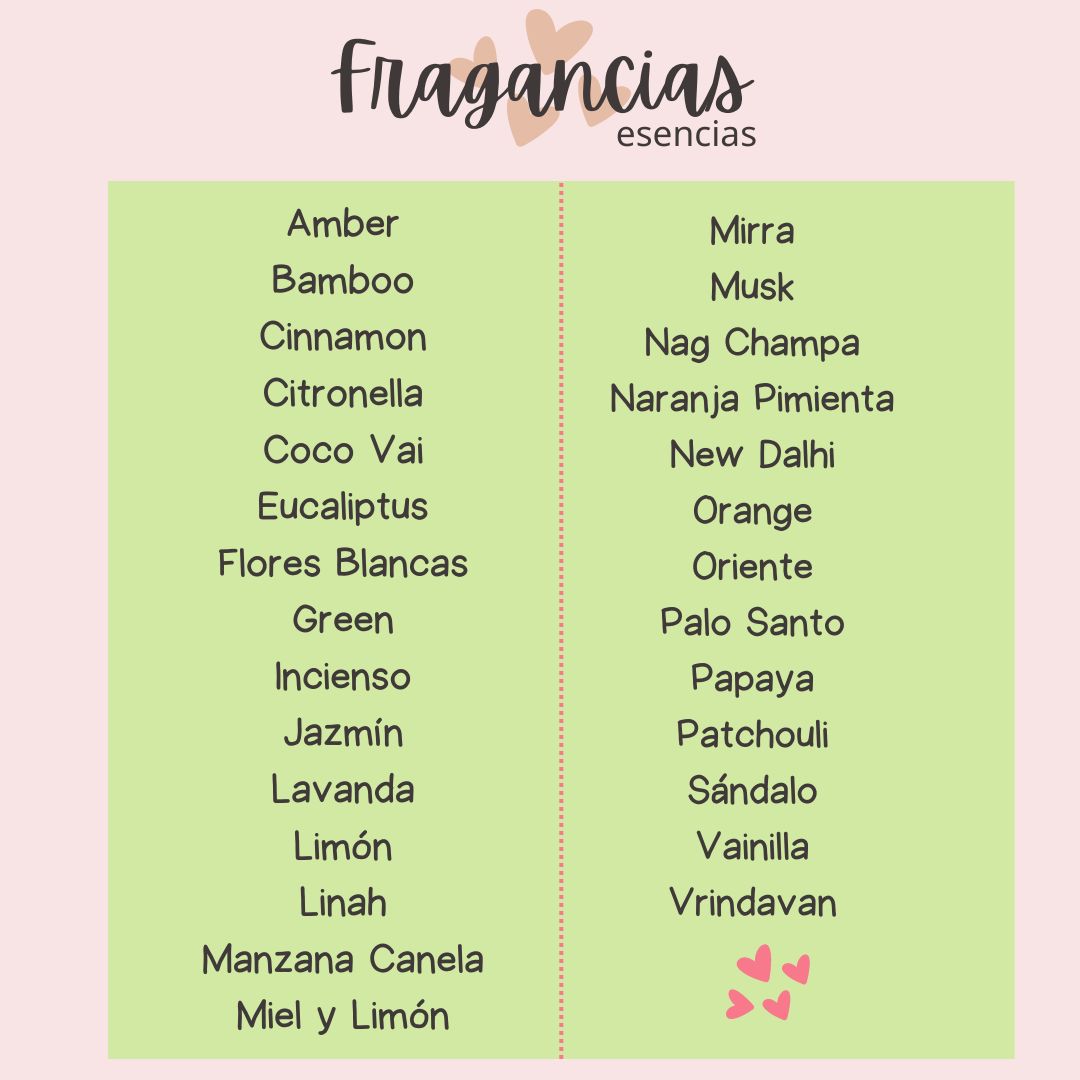 Fragancias
esencias
Amber
Bamboo
Cinnamon
Citronella
Coco Vai
Eucaliptus
Flores Blancas
Green
Incienso
Jazmín
Lavanda
Limón
Linah
Manzana Canela
Miel y Limón
Mirra
Musk
Nag Champa
Naranja Pimienta
New Dalhi
Orange
Oriente
Palo Santo
Papaya
Patchouli
Sándalo
Vainilla
Vrindavan